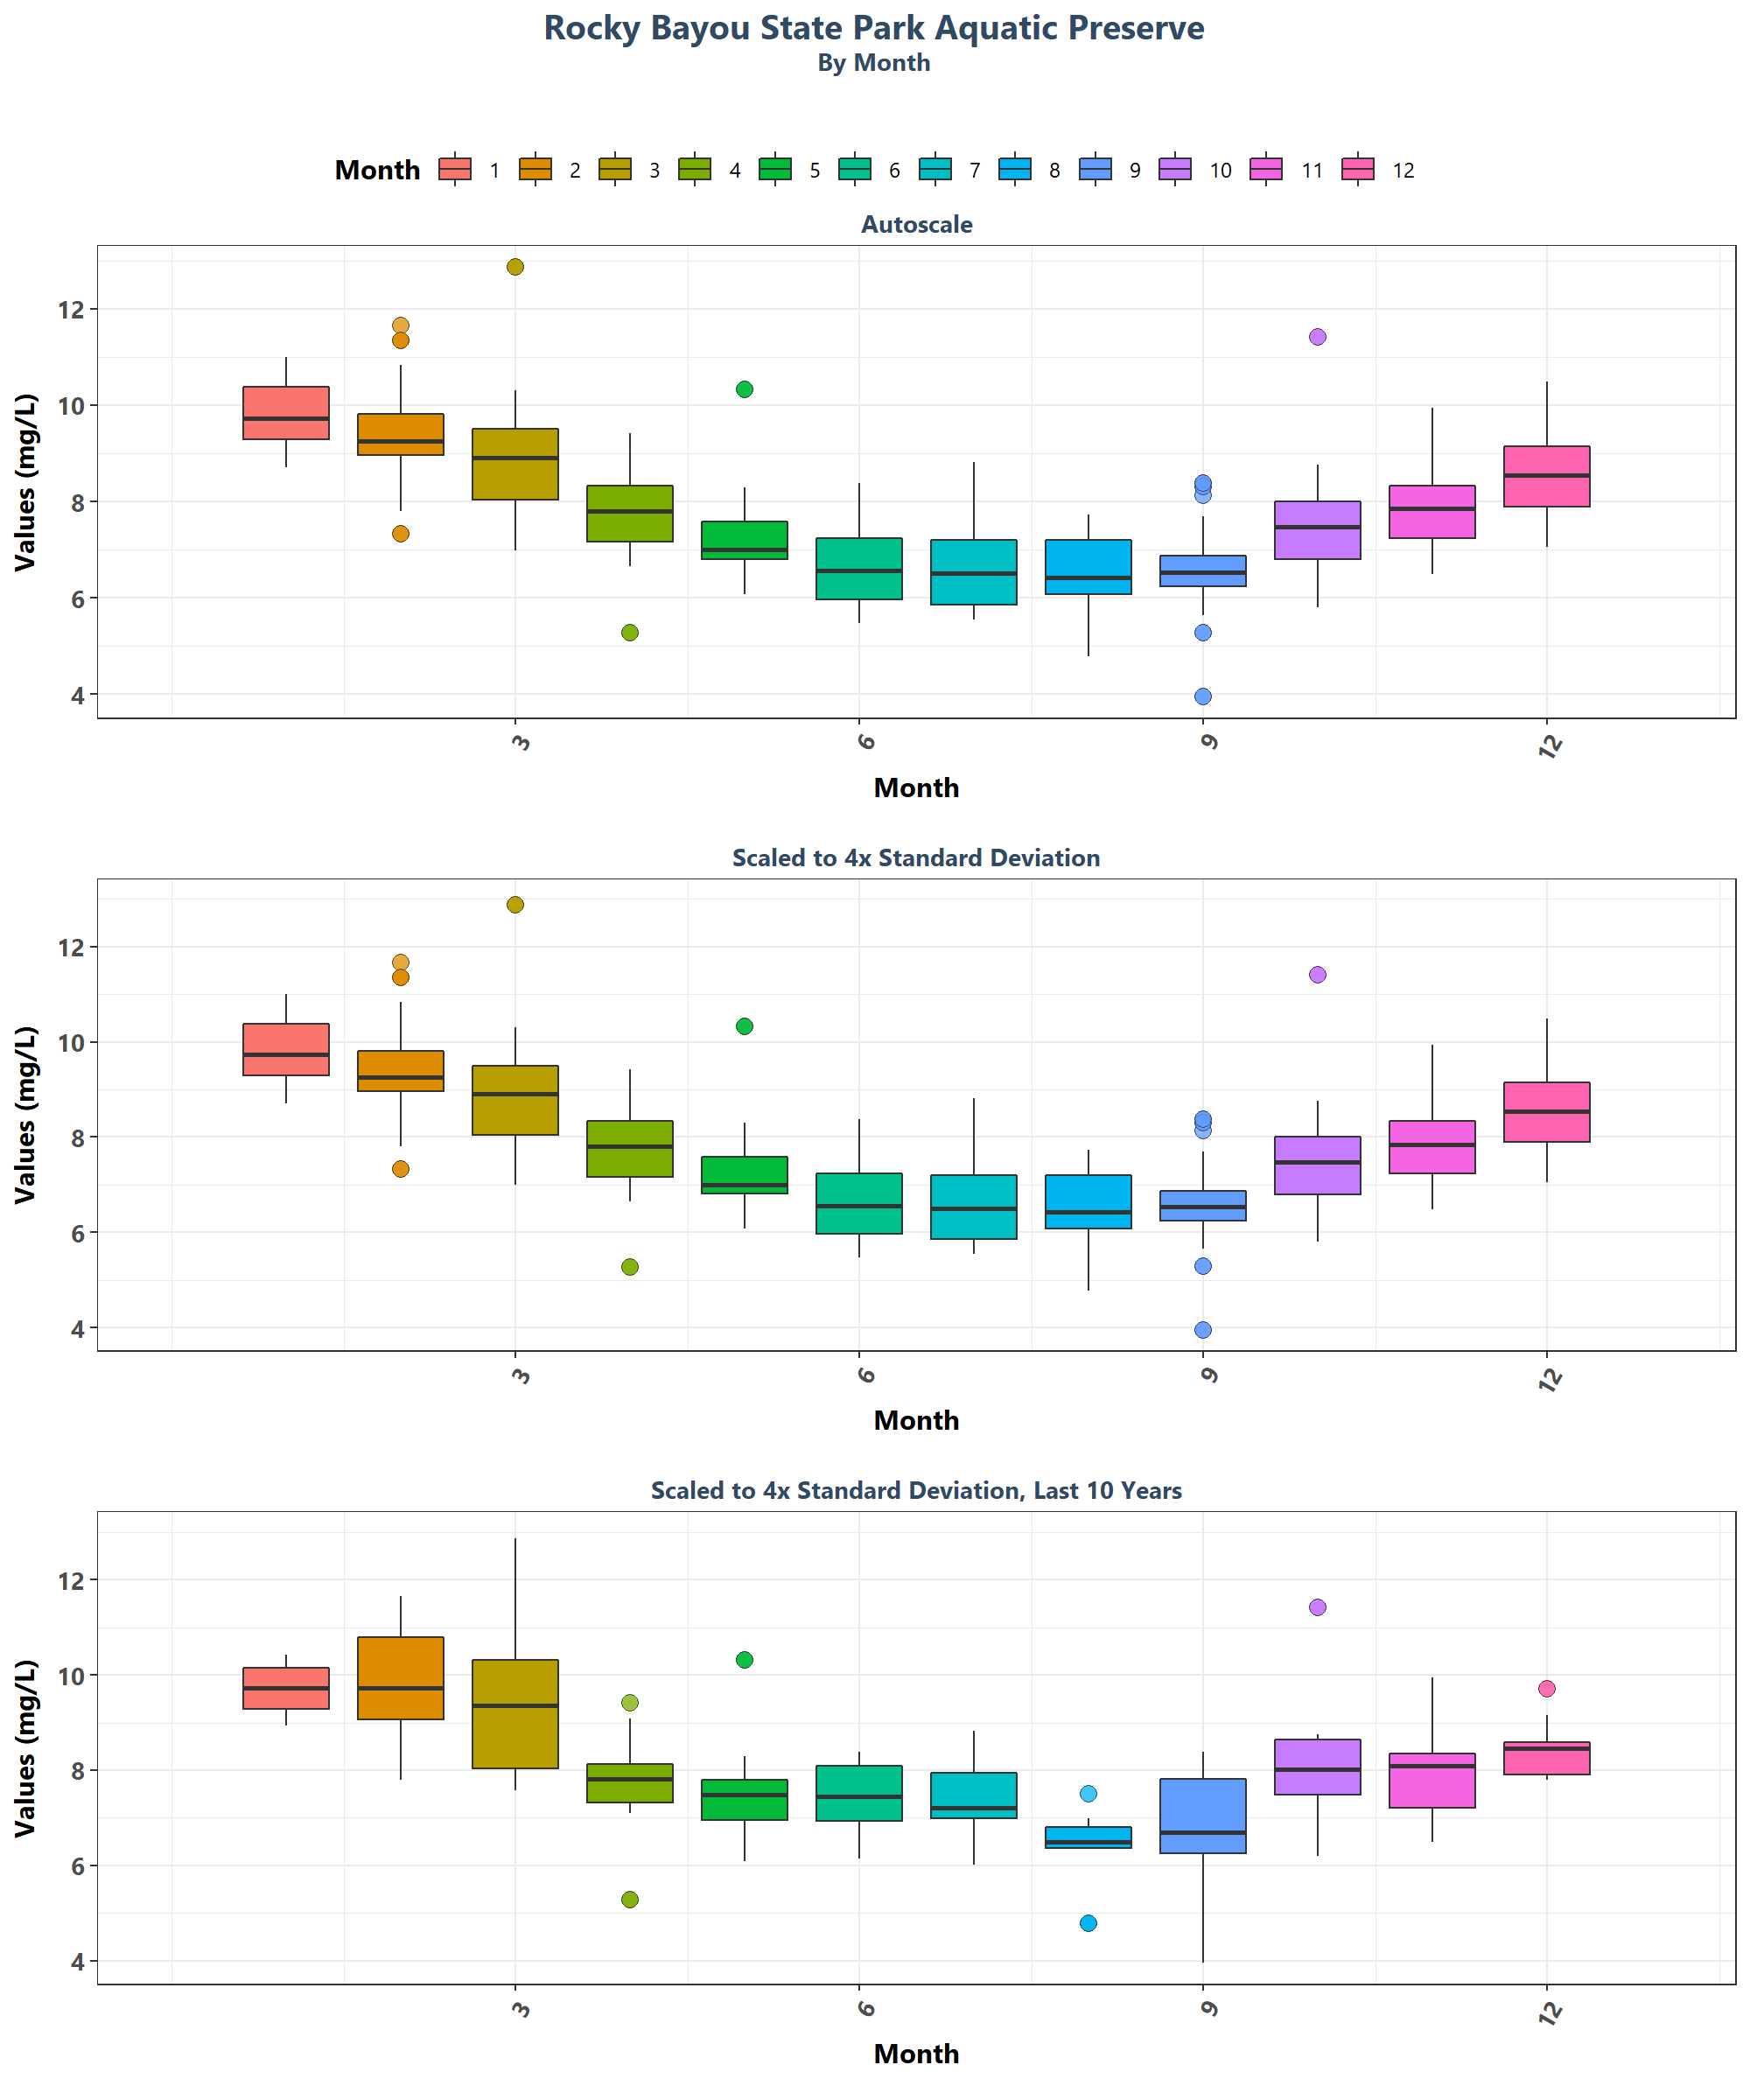 Rocky Bayou State Park Aquatic Preserve
By Month
Month 1 2 3 4 5 6 7 8 9 10 11 12
Autoscale
Values (mg/L)
12
10
8
6
4
3 6 9 12
Month
Scaled to 4x Standard Deviation
Values (mg/L)
12
10
8
6
4
3 6 9 12
Month
Scaled to 4x Standard Deviation, Last 10 Years
Values (mg/L)
12
10
8
6
4
3 6 9 12
Month